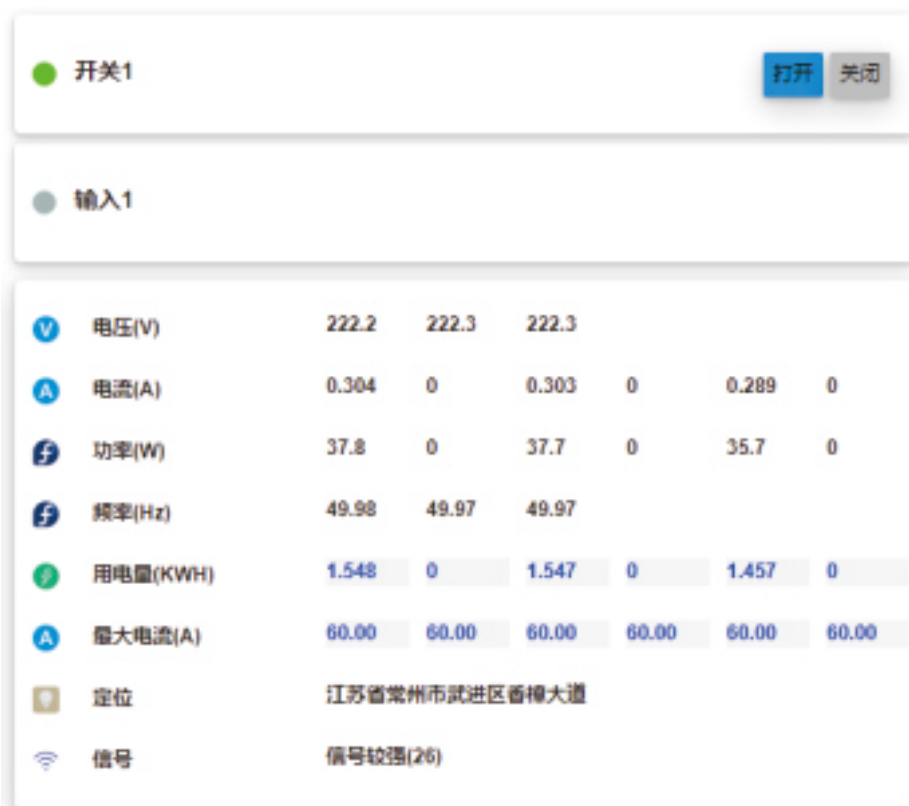 开关1 打开 关闭
输入1
电压(V) 222.2 222.3 222.3
电流(A) 0.304 0 0.303 0 0.289 0
功率(W) 37.8 0 37.7 0 35.7 0
频率(Hz) 49.98 49.97 49.97
用电量(KWH) 1.548 0 1.547 0 1.457 0
最大电流(A) 60.00 60.00 60.00 60.00 60.00 60.00
定位 江苏省常州市武进区香樟大道
信号 信号较强(26)